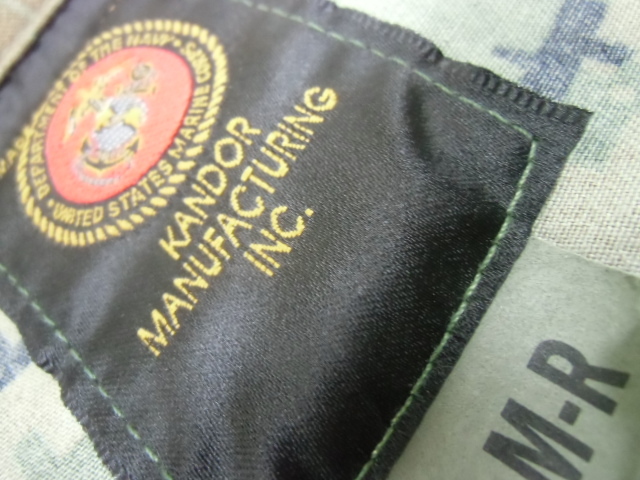 DEPARTMENT OF THE NAVY
UNITED STATES MARINE CORPS
KANDOR
MANUFACTURING
INC.
M-R